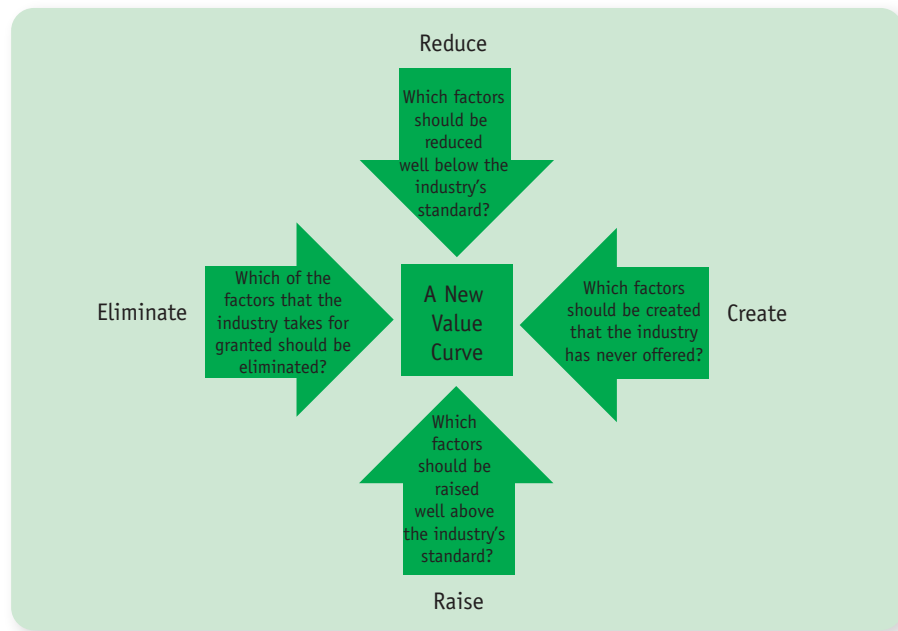 Reduce
Which factors
should be
reduced
well below the
industry's
standard?
Eliminate
Which of the
factors that the
industry takes for
granted should be
eliminated?
A New
Value
Curve
Which factors
should be created
that the industry
has never offered?
Create
Which
factors
should be
raised
well above
the industry's
standard?
Raise